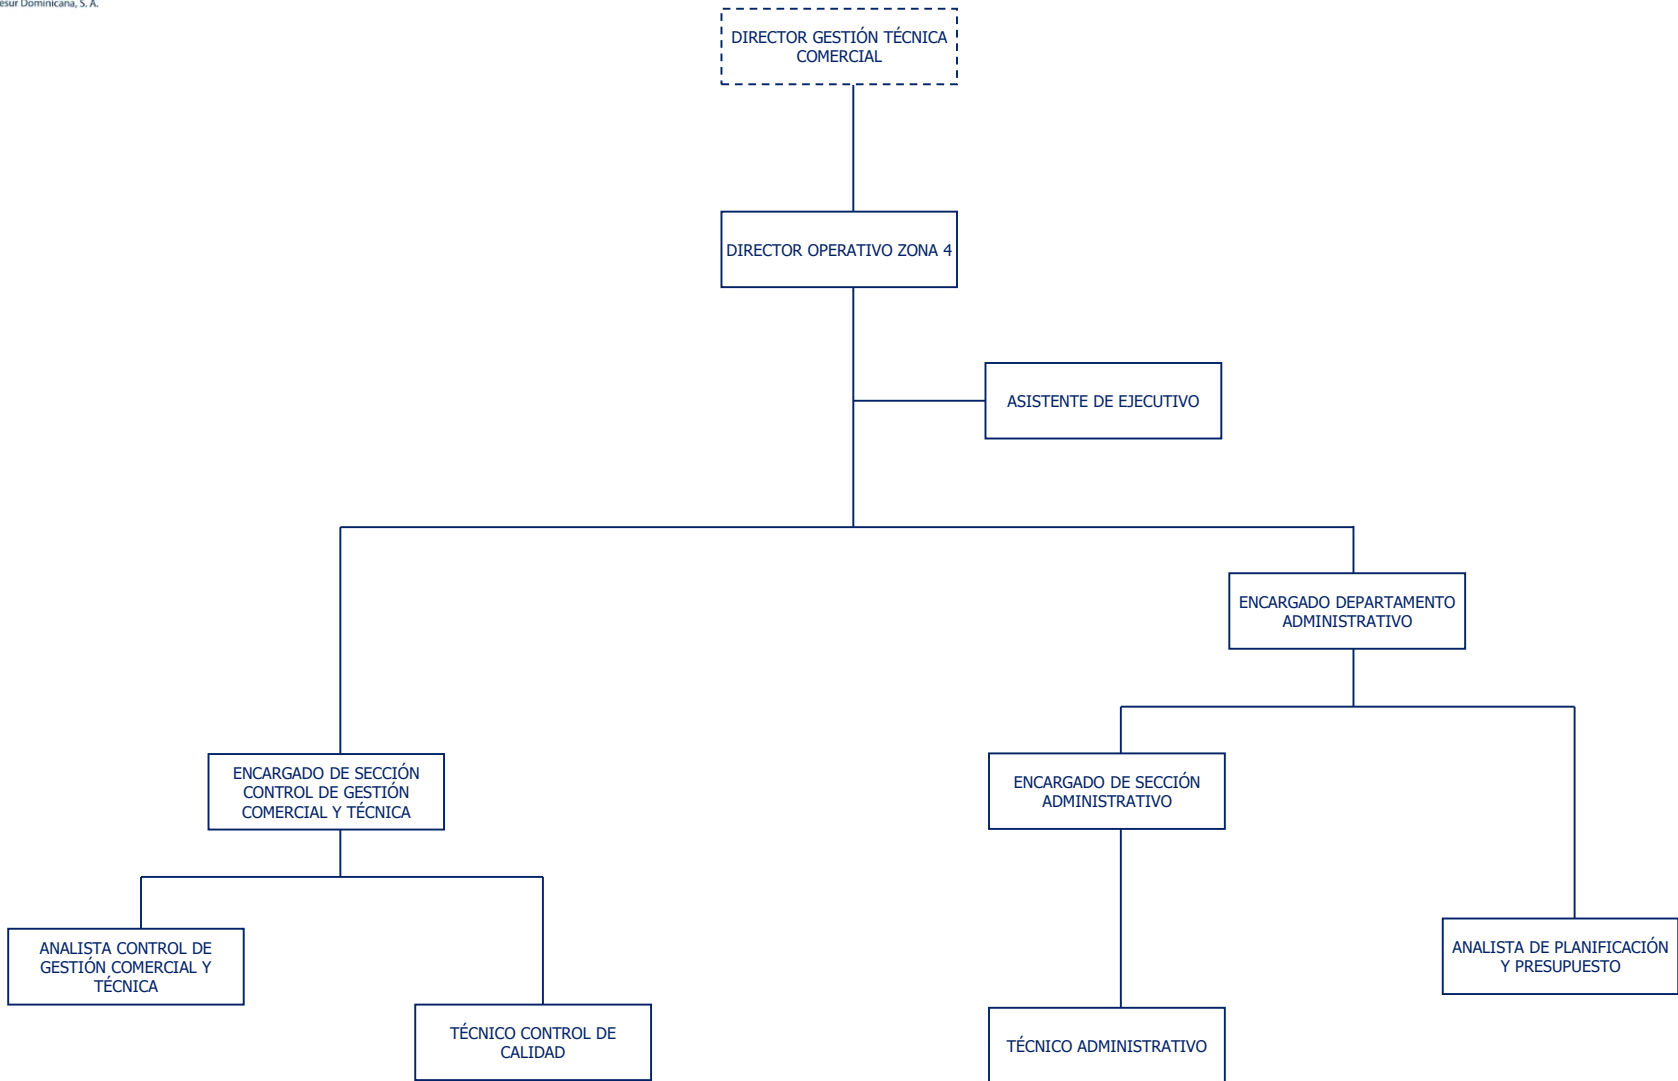 Dominicana, S. A.
DIRECTOR GESTIÓN TÉCNICA
COMERCIAL
DIRECTOR OPERATIVO ZONA 4
ASISTENTE DE EJECUTIVO
ENCARGADO DEPARTAMENTO
ADMINISTRATIVO
ENCARGADO DE SECCIÓN
CONTROL DE GESTIÓN
COMERCIAL Y TÉCNICA
ENCARGADO DE SECCIÓN
ADMINISTRATIVO
ANALISTA CONTROL DE
GESTIÓN COMERCIAL Y
TÉCNICA
ANALISTA DE PLANIFICACIÓN
Y PRESUPUESTO
TÉCNICO CONTROL DE
CALIDAD
TÉCNICO ADMINISTRATIVO